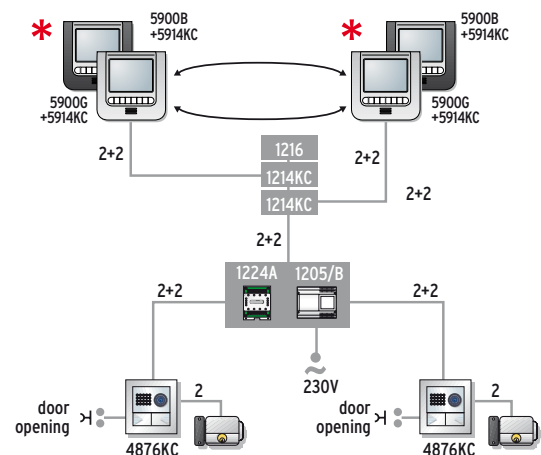 *
5900B
+5914KC
5900G
+5914KC
*
5900B
+5914KC
5900G
+5914KC
2+2
1216
1214KC
1214KC
2+2
2+2
2+2
1224A
1205/B
2+2
2+2
230V
door
opening
2
4876KC
door
opening
2
4876KC